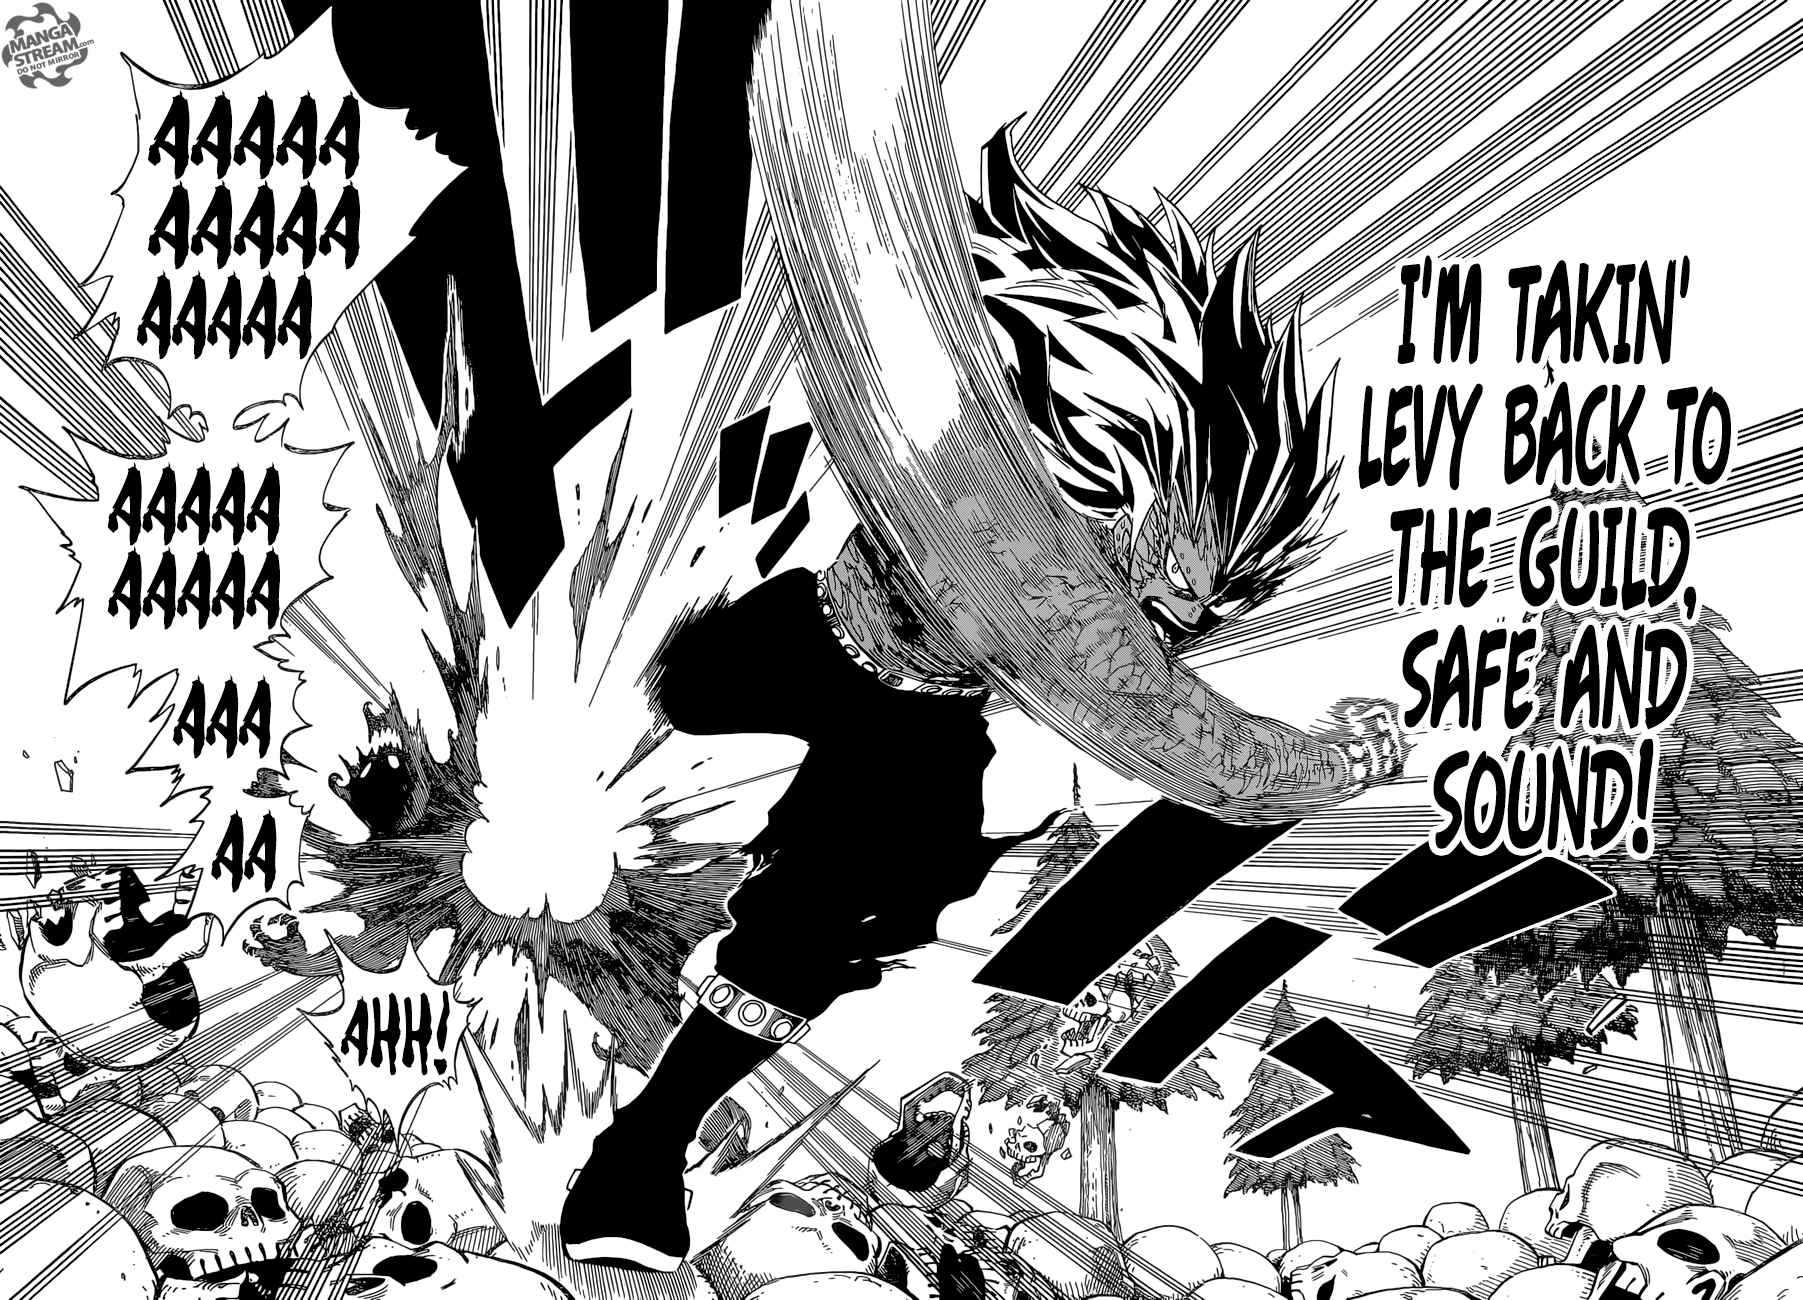 MANGA
STREAM.com
DO NOT MIRROR
I'M TAKIN'
LEVY BACK TO
THE GUILD,
SAFE AND
SOUND!
AAAAA
AAAAA
AAAAA
AAAAA
AAAAA
AAA
AA
AHH!